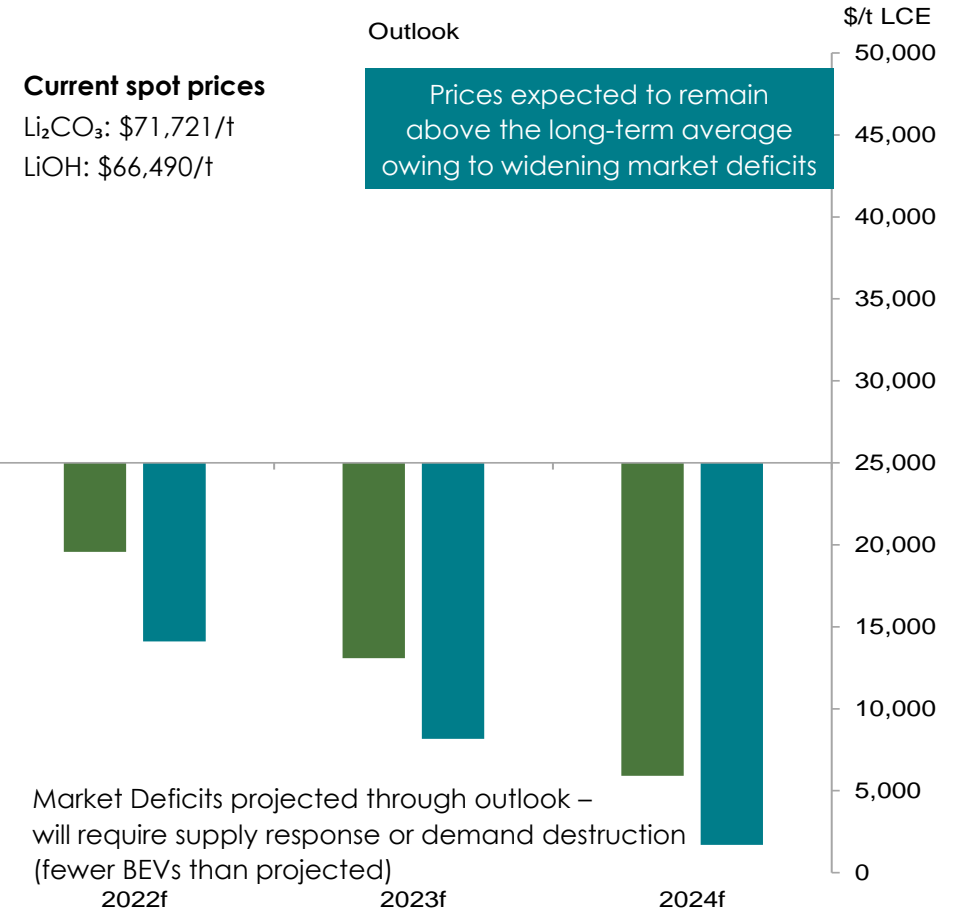 Outlook
$/t LCE
Current spot prices
Li₂CO₃: $71,721/t
LiOH: $66,490/t
Prices expected to remain
above the long-term average
owing to widening market deficits
50,000
45,000
40,000
35,000
30,000
25,000
20,000
15,000
10,000
5,000
0
Market Deficits projected through outlook –
will require supply response or demand destruction
(fewer BEVs than projected)
2022f
2023f
2024f